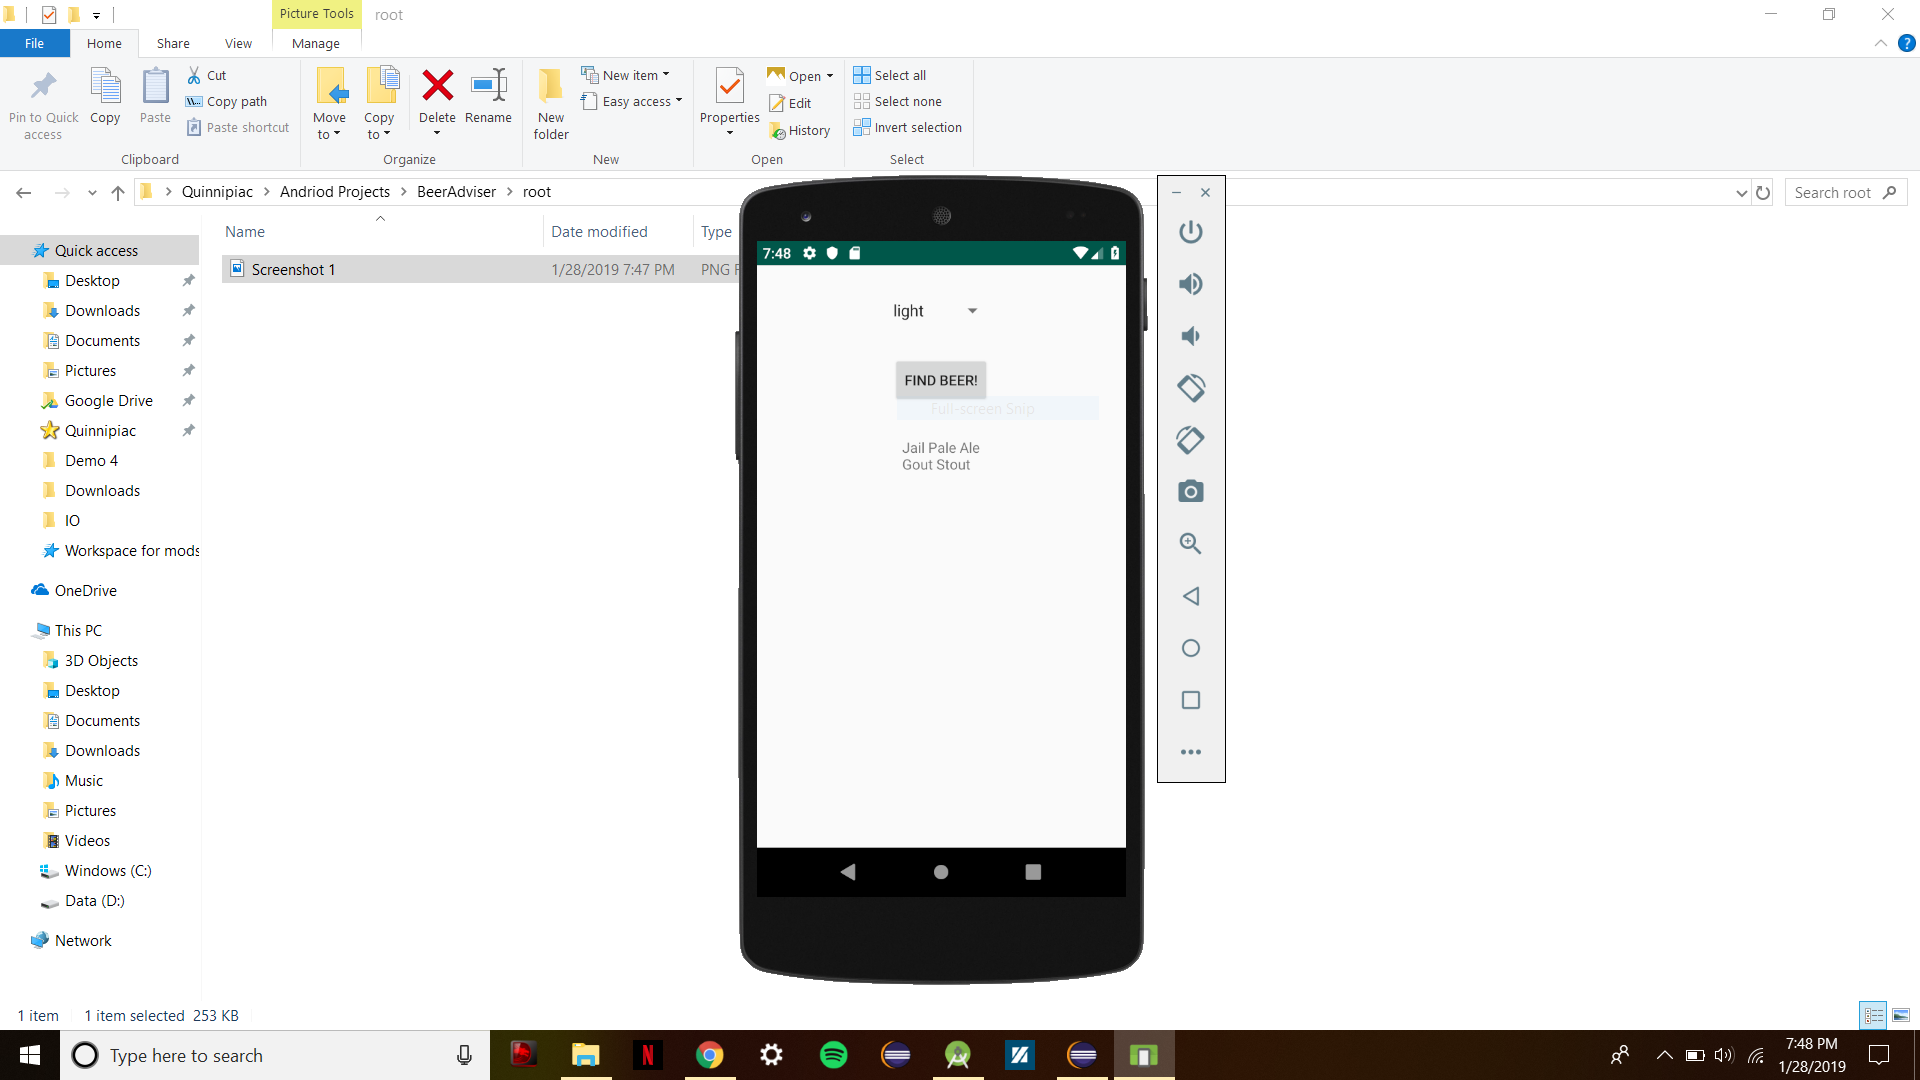 Picture Tools
root
File
Home
Share
View
Manage
Pin to Quick access
Copy
Paste
Cut
Copy path
Paste shortcut
Clipboard
Move to
Copy to
Delete
Rename
Organize
New folder
New item
Easy access
New
Properties
Open
Edit
History
Open
Select all
Select none
Invert selection
Select
Quinnipiac
Andriod Projects
BeerAdviser
root
Search root
Name
Date modified
Type
Screenshot 1
1/28/2019 7:47 PM
PNG F
Quick access
Desktop
Downloads
Documents
Pictures
Google Drive
Quinnipiac
Demo 4
Downloads
IO
Workspace for mods
OneDrive
This PC
3D Objects
Desktop
Documents
Downloads
Music
Pictures
Videos
Windows (C:)
Data (D:)
Network
7:48
light
FIND BEER!
Full-screen Snip
Jail Pale Ale
Gout Stout
1 item
1 item selected 253 KB
Type here to search
7:48 PM
1/28/2019